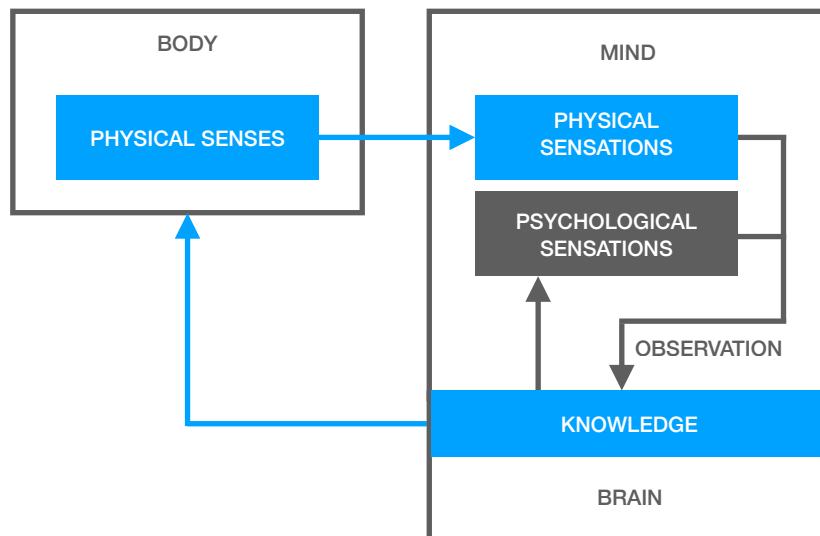 BODY
MIND
PHYSICAL SENSES
PHYSICAL
SENSATIONS
PSYCHOLOGICAL
SENSATIONS
OBSERVATION
KNOWLEDGE
BRAIN